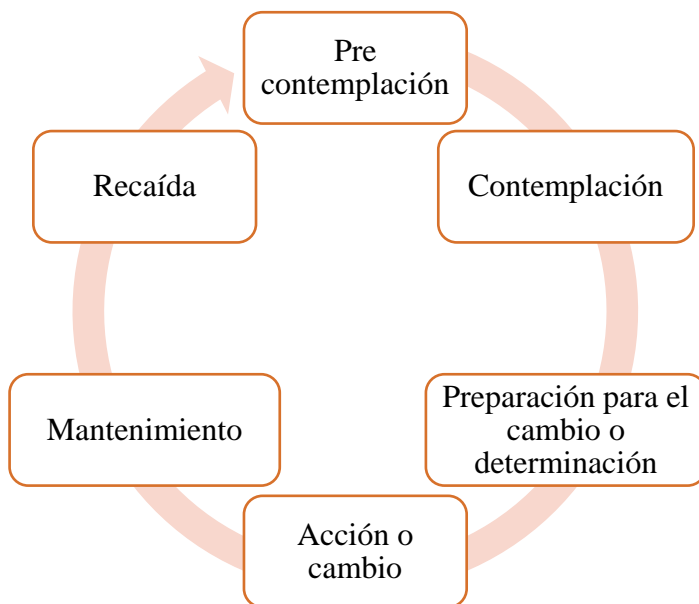 Pre
contemplación
Contemplación
Preparación para el
cambio o
determinación
Acción o
cambio
Mantenimiento
Recaída